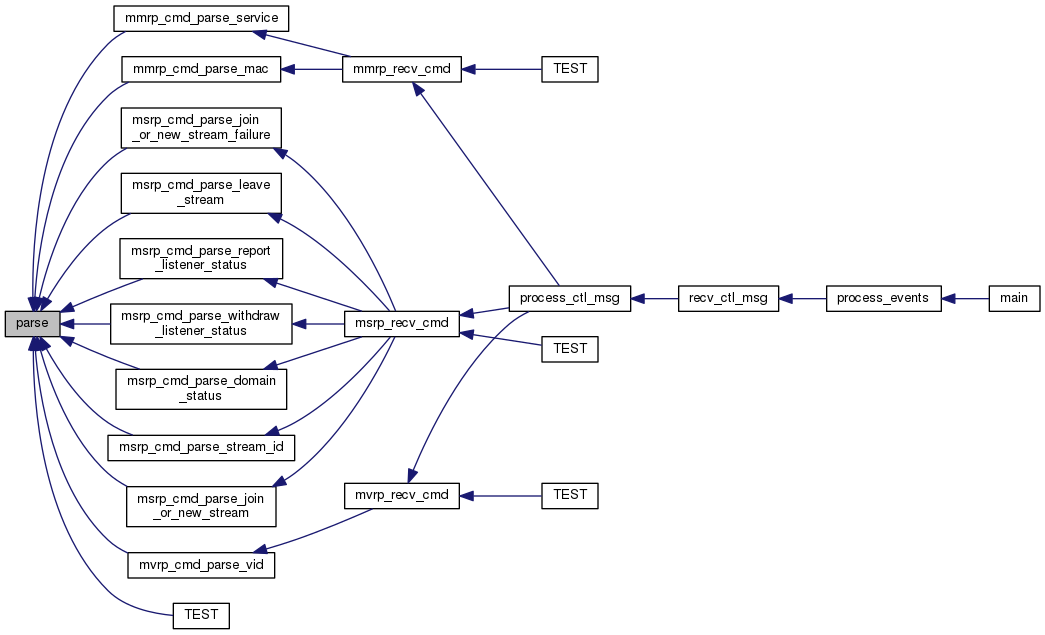 mmrp_cmd_parse_service
mmrp_cmd_parse_mac
mmrp_recv_cmd
TEST
msrp_cmd_parse_join
_or_new_stream_failure
msrp_cmd_parse_leave
_stream
msrp_cmd_parse_report
_listener_status
process_ctl_msg
recv_ctl_msg
process_events
main
parse
msrp_cmd_parse_withdraw
_listener_status
msrp_recv_cmd
TEST
msrp_cmd_parse_domain
_status
msrp_cmd_parse_stream_id
msrp_cmd_parse_join
_or_new_stream
mvrp_recv_cmd
TEST
mvrp_cmd_parse_vid
TEST